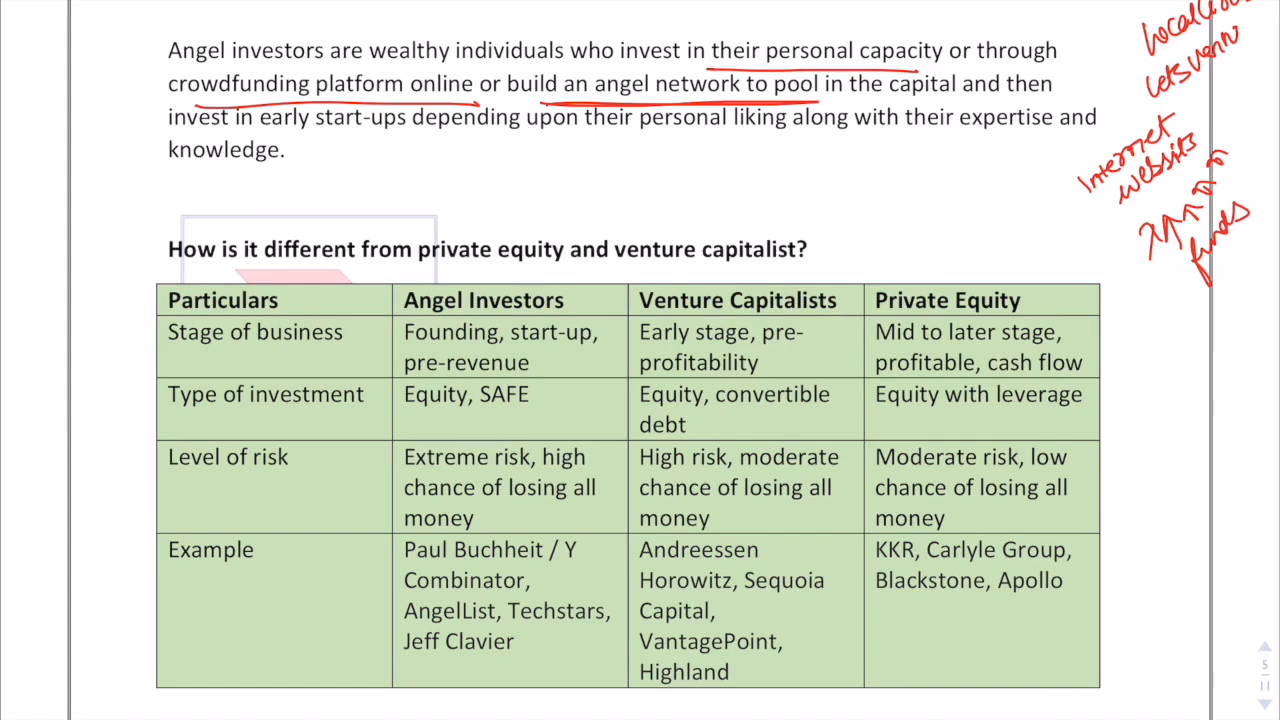 Angel investors are wealthy individuals who invest in their personal capacity or through
crowdfunding platform online or build an angel network to pool in the capital and then
invest in early start-ups depending upon their personal liking along with their expertise and
knowledge.
Internet
websits
funds
How is it different from private equity and venture capitalist?
Particulars Angel Investors Venture Capitalists Private Equity
Stage of business Founding, start-up, Early stage, pre- Mid to later stage,
pre-revenue profitability profitable, cash flow
Type of investment Equity, SAFE Equity, convertible Equity with leverage
debt
Level of risk Extreme risk, high High risk, moderate Moderate risk, low
chance of losing all chance of losing all chance of losing all
money money money
Example Paul Buchheit / Y Andreessen KKR, Carlyle Group,
Combinator, Horowitz, Sequoia Blackstone, Apollo
AngelList, Techstars, Capital,
Jeff Clavier VantagePoint,
Highland
5
11